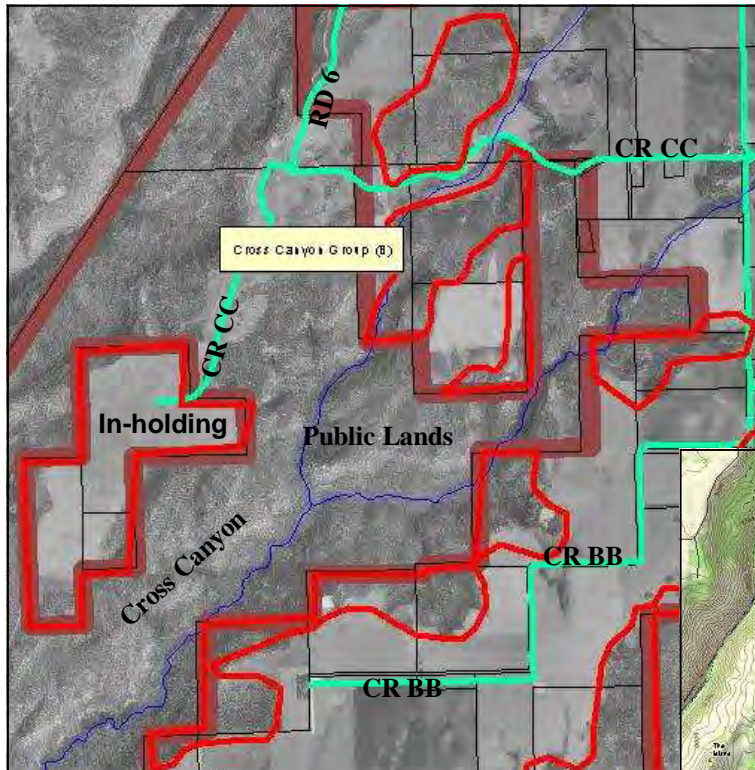 RD 6
CR CC
Cross Canyon Group (8)
CR CC
In-holding
Public Lands
Cross Canyon
CR BB
CR BB